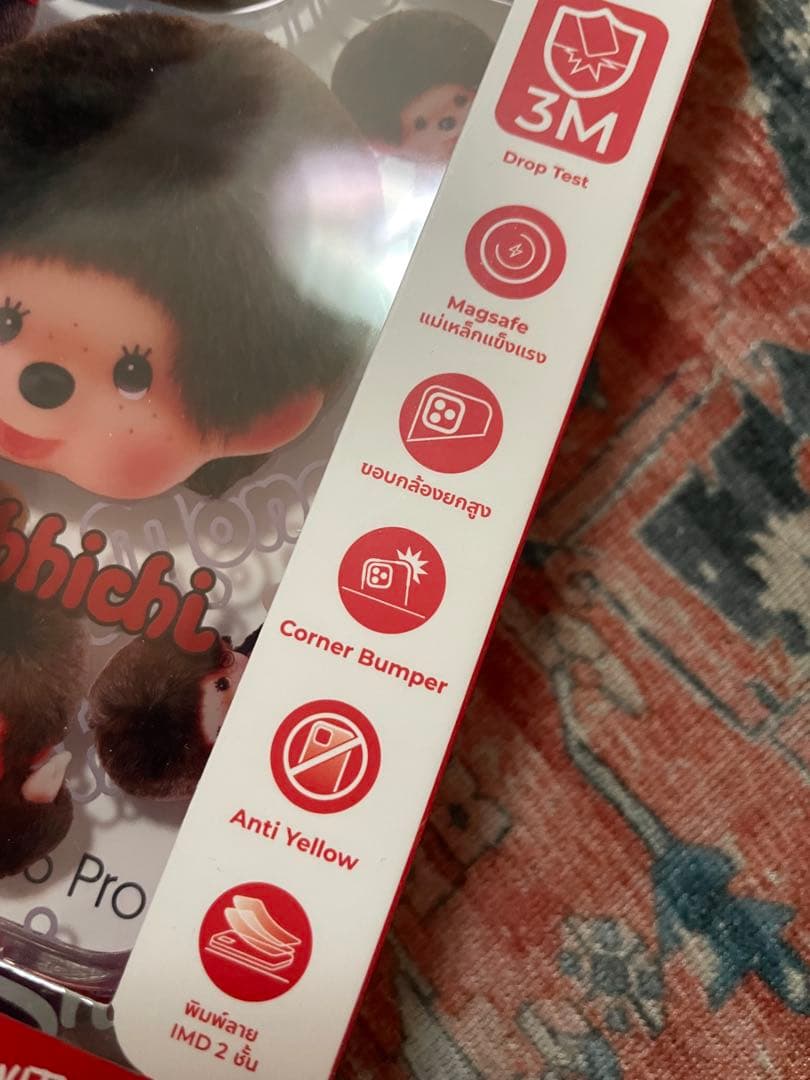 3M
Drop Test
Magsafe
แม่เหล็กแข็งแรง
ขอบกล้องยกสูง
Corner Bumper
Anti Yellow
พิมพ์ลาย
IMD 2 ชั้น
hhichi
Pro